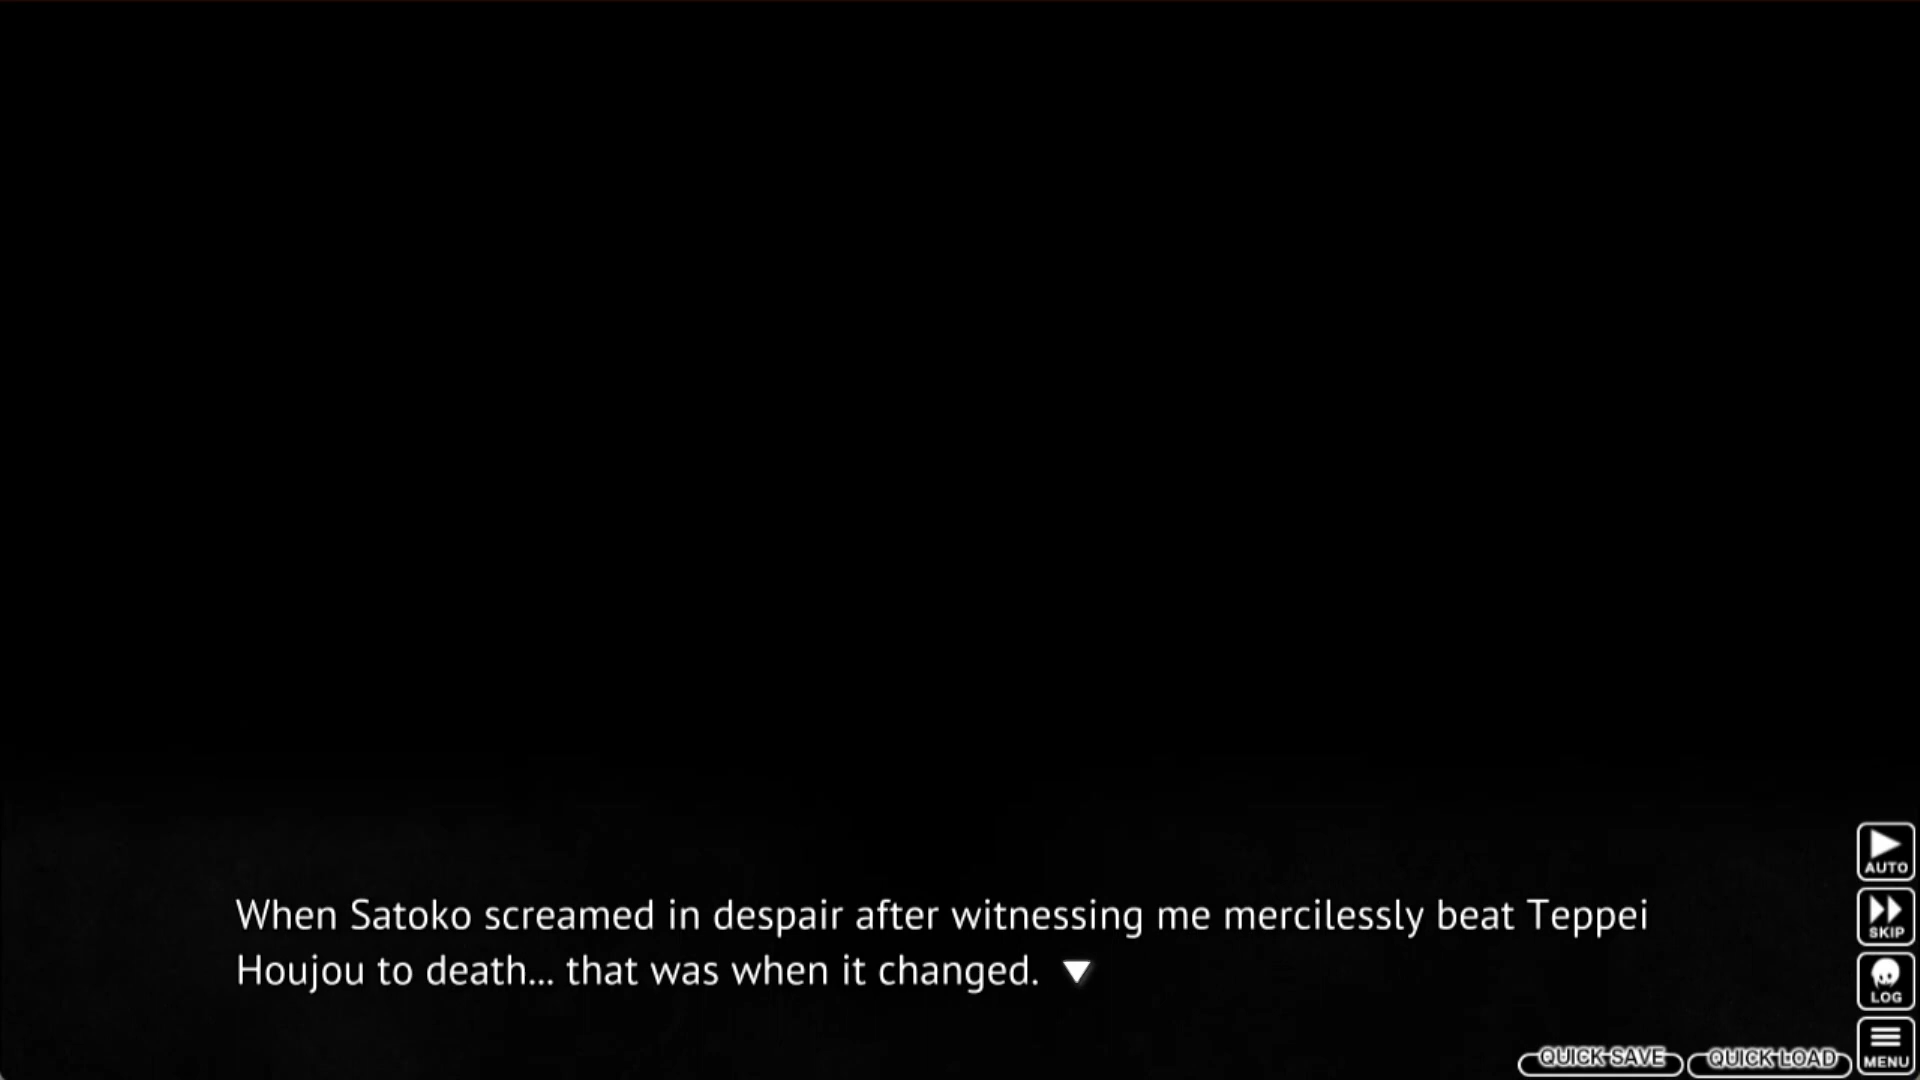 When Satoko screamed in despair after witnessing me mercilessly beat Teppei
Houjou to death... that was when it changed.
AUTO
SKIP
LOG
MENU
QUICK SAVE
QUICK LOAD